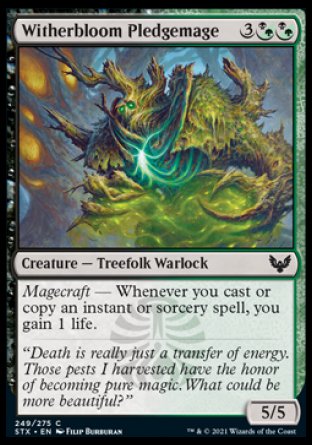 Witherbloom Pledgemage 3
Creature — Treefolk Warlock
Magecraft — Whenever you cast or
copy an instant or sorcery spell, you
gain 1 life.
"Death is really just a transfer of energy.
Those pests I harvested have the honor
of becoming pure magic. What could be
more beautiful?"
5/5
249/275 C
STX • EN Filip Burburan
™ & © 2021 Wizards of the Coast